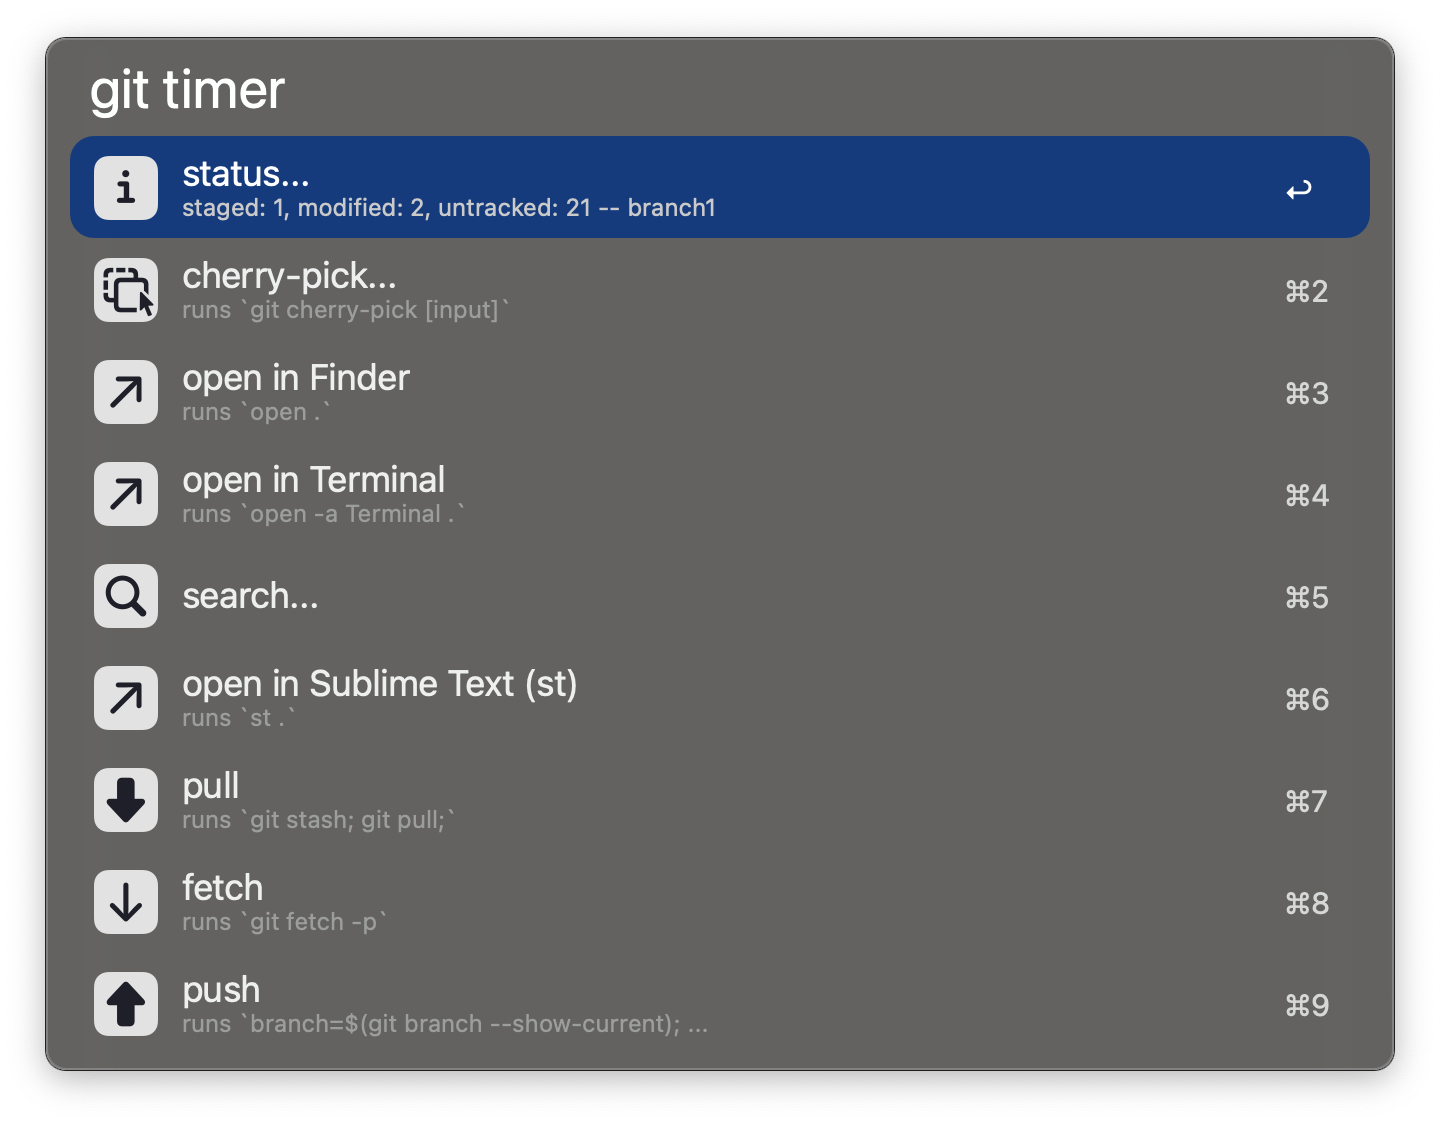 git timer
status...
staged: 1, modified: 2, untracked: 21 -- branch1
cherry-pick...
runs `git cherry-pick [input]`
⌘2
open in Finder
runs `open .`
⌘3
open in Terminal
runs `open -a Terminal .`
⌘4
search...
⌘5
open in Sublime Text (st)
runs `st .`
⌘6
pull
runs `git stash; git pull;`
⌘7
fetch
runs `git fetch -p`
⌘8
push
runs `branch=$(git branch --show-current); ...
⌘9